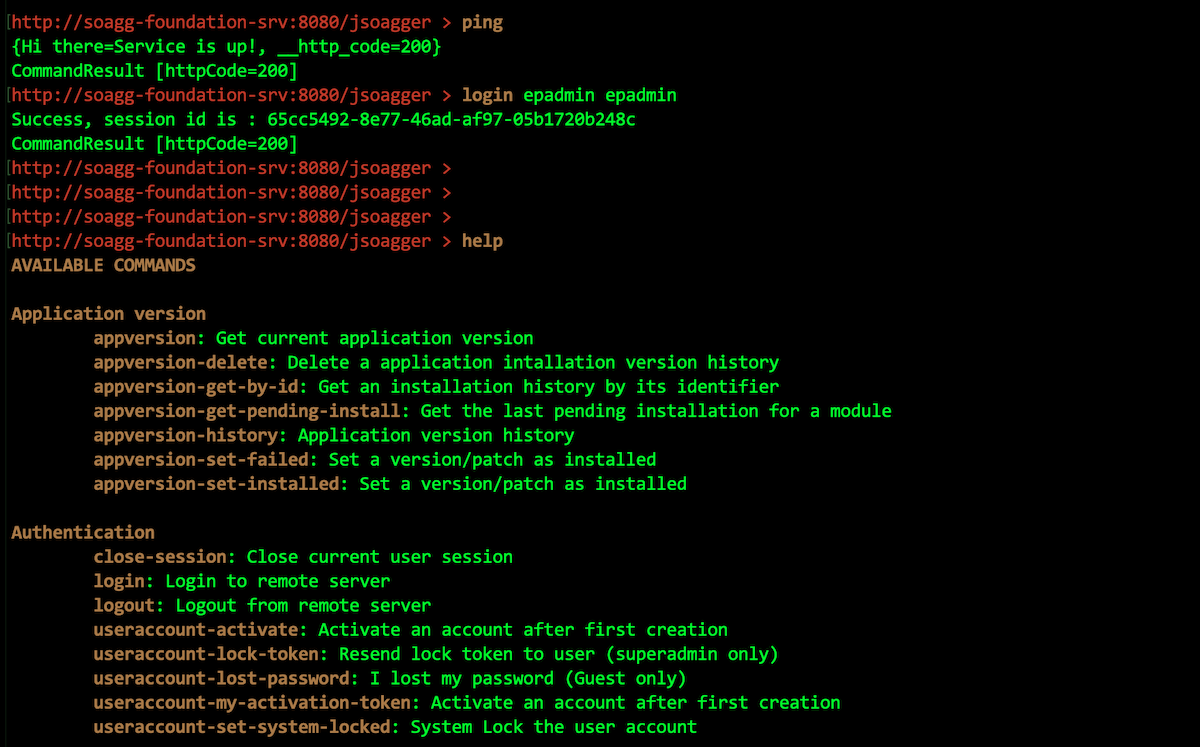 [http://soagg-foundation-srv:8080/jsoagger > ping
{Hi there=Service is up!, __http_code=200}
CommandResult [httpCode=200]
[http://soagg-foundation-srv:8080/jsoagger > login epadmin epadmin
Success, session id is : 65cc5492-8e77-46ad-af97-05b1720b248c
CommandResult [httpCode=200]
[http://soagg-foundation-srv:8080/jsoagger >
[http://soagg-foundation-srv:8080/jsoagger >
[http://soagg-foundation-srv:8080/jsoagger >
[http://soagg-foundation-srv:8080/jsoagger > help
AVAILABLE COMMANDS
Application version
appversion: Get current application version
appversion-delete: Delete a application intallation version history
appversion-get-by-id: Get an installation history by its identifier
appversion-get-pending-install: Get the last pending installation for a module
appversion-history: Application version history
appversion-set-failed: Set a version/patch as installed
appversion-set-installed: Set a version/patch as installed
Authentication
close-session: Close current user session
login: Login to remote server
logout: Logout from remote server
useraccount-activate: Activate an account after first creation
useraccount-lock-token: Resend lock token to user (superadmin only)
useraccount-lost-password: I lost my password (Guest only)
useraccount-my-activation-token: Activate an account after first creation
useraccount-set-system-locked: System Lock the user account